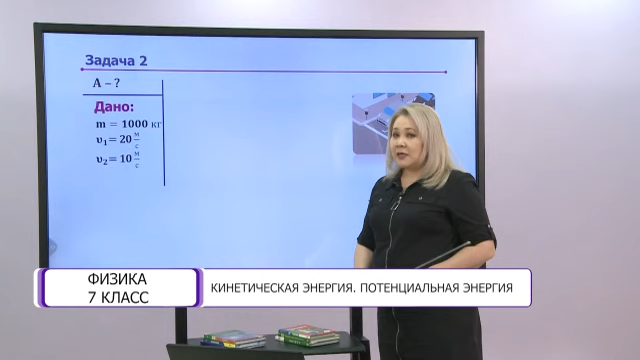 Задача 2
А – ?
Дано:
m = 1000 кг
υ₁= 20 м/с
υ₂= 10 м/с
ФИЗИКА
7 КЛАСС
КИНЕТИЧЕСКАЯ ЭНЕРГИЯ. ПОТЕНЦИАЛЬНАЯ ЭНЕРГИЯ